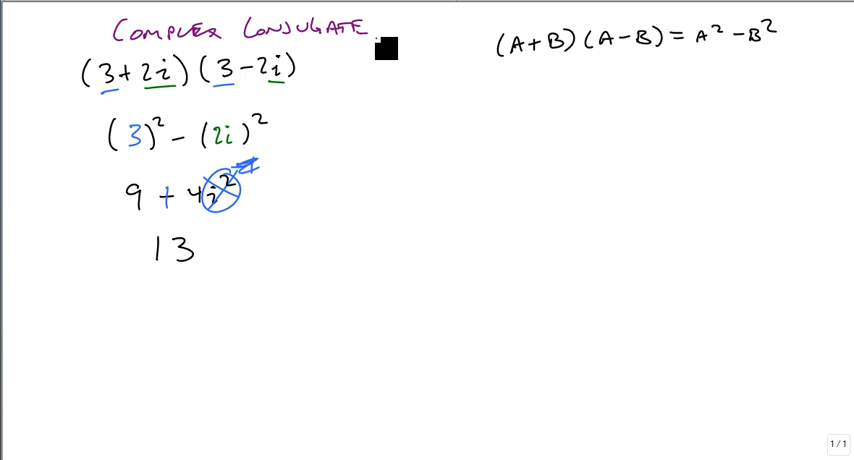 COMPLEX CONJUGATE
(A+B)(A-B) = A² - B²
(3+2i)(3-2i)
(3)² - (2i)²
9 + 4i²
13
1 / 1